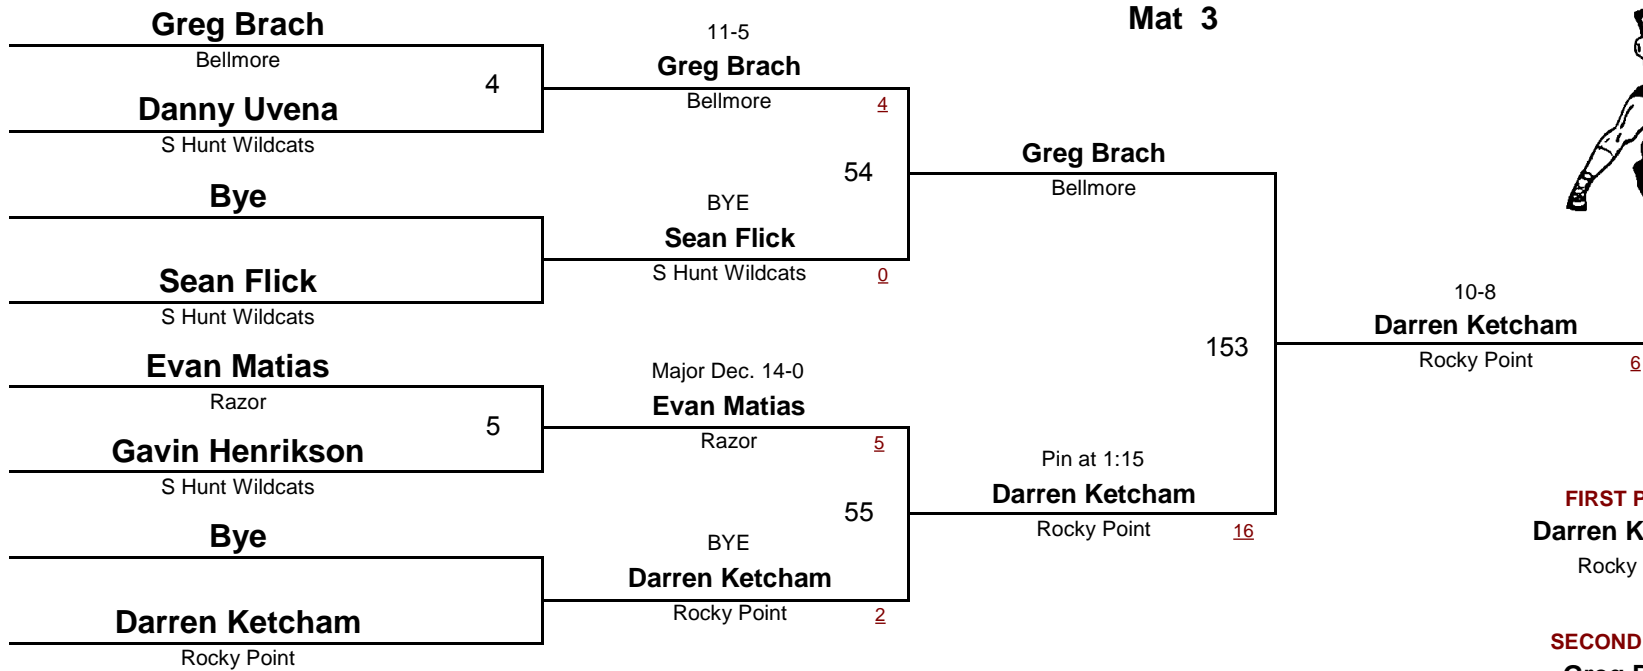 Mat 3
Greg Brach
Bellmore
4
Danny Uvena
S Hunt Wildcats
Bye
Sean Flick
S Hunt Wildcats
Evan Matias
Razor
5
Gavin Henrikson
S Hunt Wildcats
Bye
Darren Ketcham
Rocky Point
11-5
Greg Brach
Bellmore
4
54
BYE
Sean Flick
S Hunt Wildcats
0
Major Dec. 14-0
Evan Matias
Razor
5
55
BYE
Darren Ketcham
Rocky Point
2
Greg Brach
Bellmore
153
Pin at 1:15
Darren Ketcham
Rocky Point
16
10-8
Darren Ketcham
Rocky Point
6
FIRST P
Darren K
Rocky
SECOND